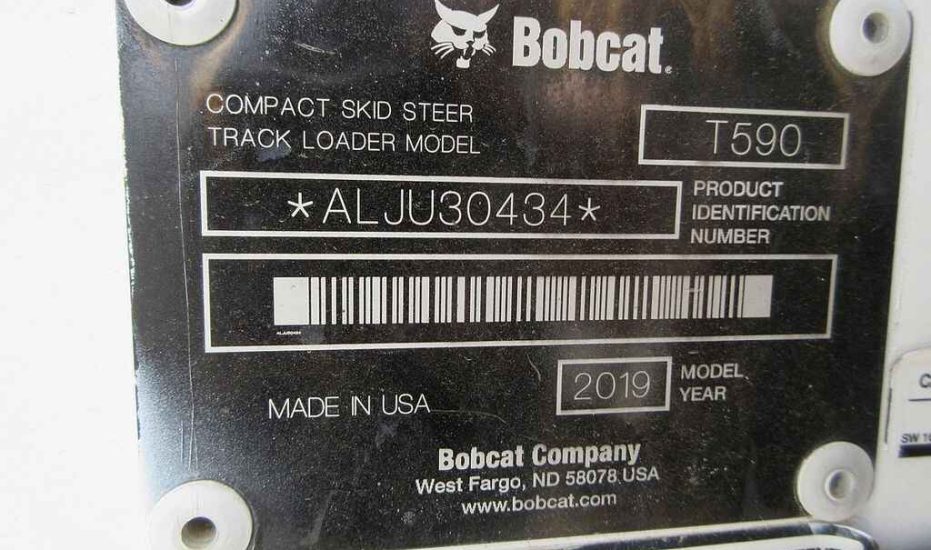 Bobcat.
COMPACT SKID STEER
TRACK LOADER MODEL
T590
*ALJU30434*
PRODUCT
IDENTIFICATION
NUMBER
ALJU30434
2019
MODEL
YEAR
MADE IN USA
Bobcat Company
West Fargo, ND 58078 USA
www.bobcat.com